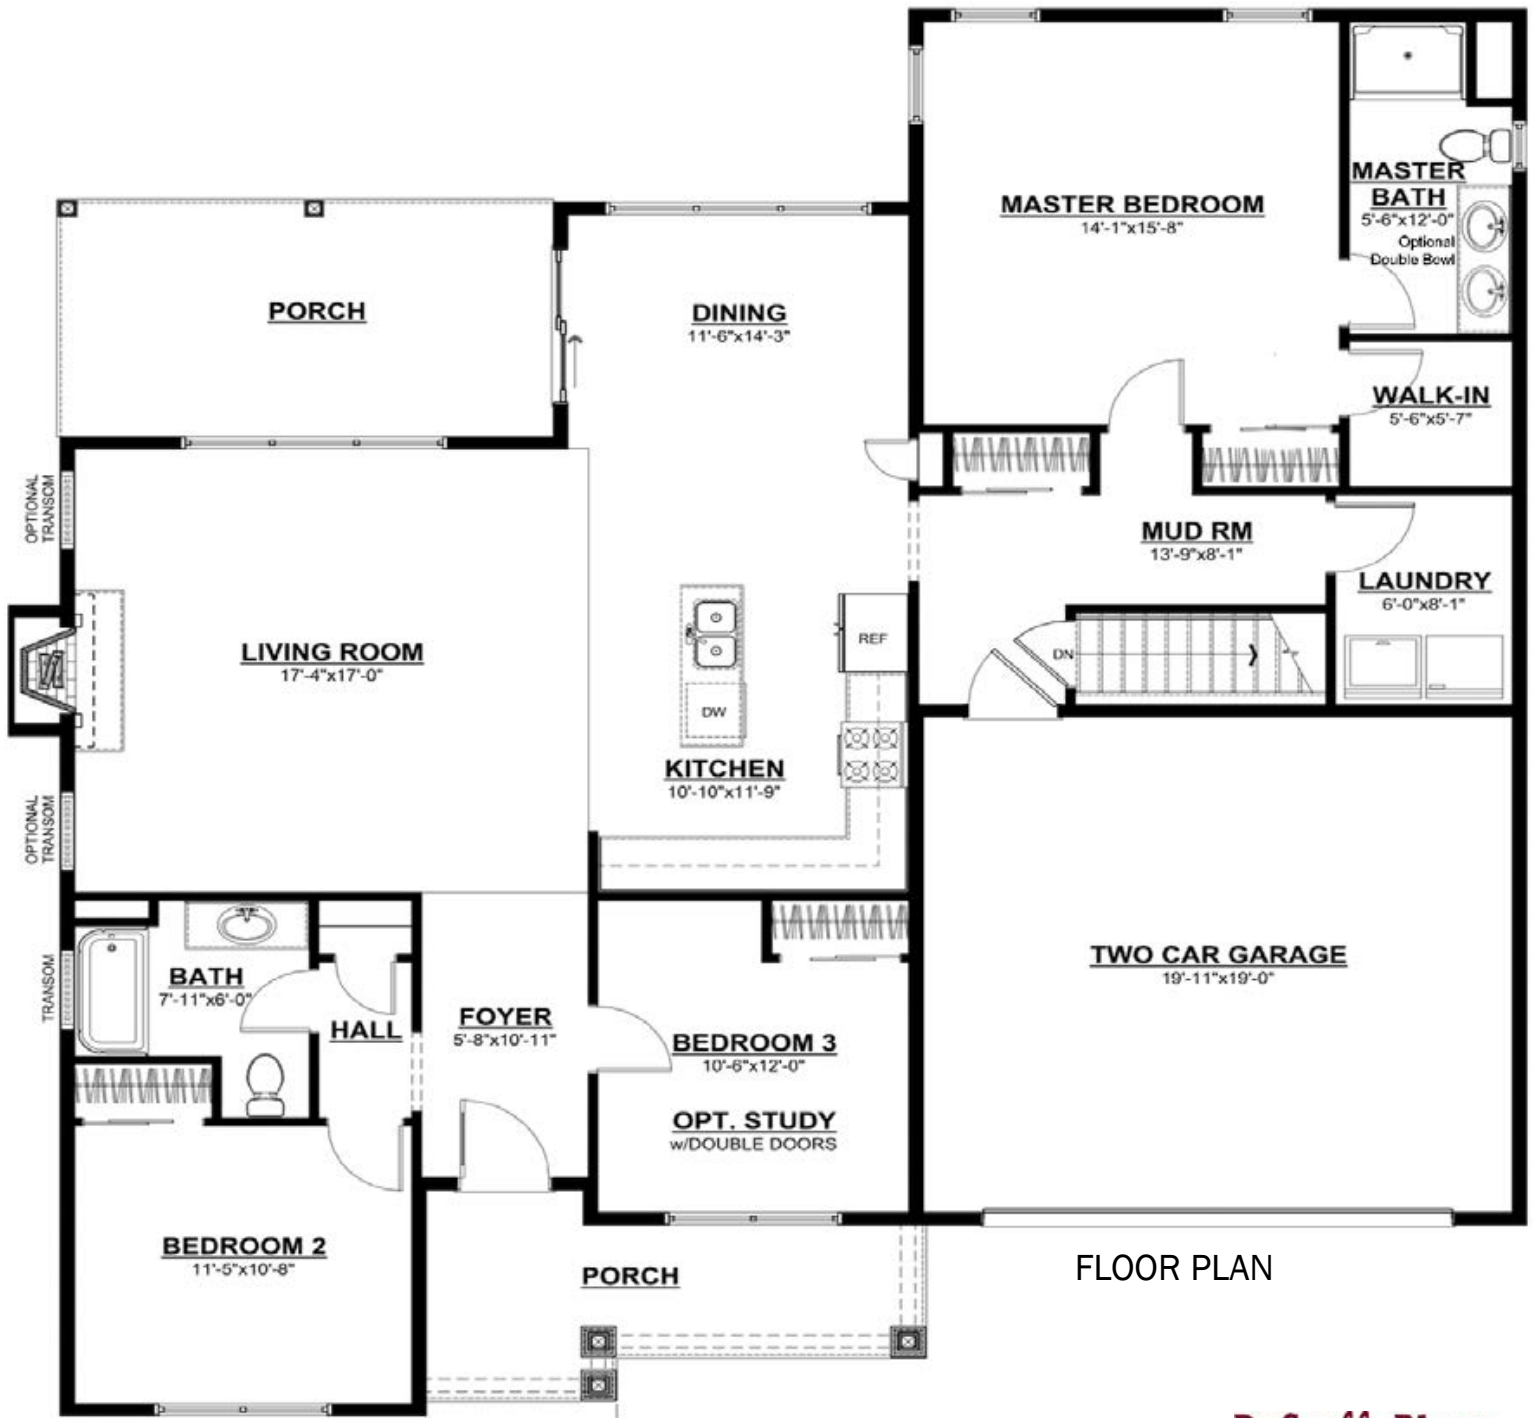 MASTER BEDROOM
14'-1"x15'-8"
MASTER
BATH
5'-6"x12'-0"
Optional
Double Bowl
PORCH
DINING
11'-6"x14'-3"
WALK-IN
5'-6"x5'-7"
OPTIONAL
TRANSOM
MUD RM
13'-9"x8'-1"
LAUNDRY
6'-0"x8'-1"
LIVING ROOM
17'-4"x17'-0"
REF
DN
DW
KITCHEN
10'-10"x11'-9"
OPTIONAL
TRANSOM
TRANSOM
BATH
7'-11"x6'-0"
HALL
FOYER
5'-8"x10'-11"
BEDROOM 3
10'-6"x12'-0"
OPT. STUDY
w/DOUBLE DOORS
TWO CAR GARAGE
19'-11"x19'-0"
BEDROOM 2
11'-5"x10'-8"
PORCH
FLOOR PLAN